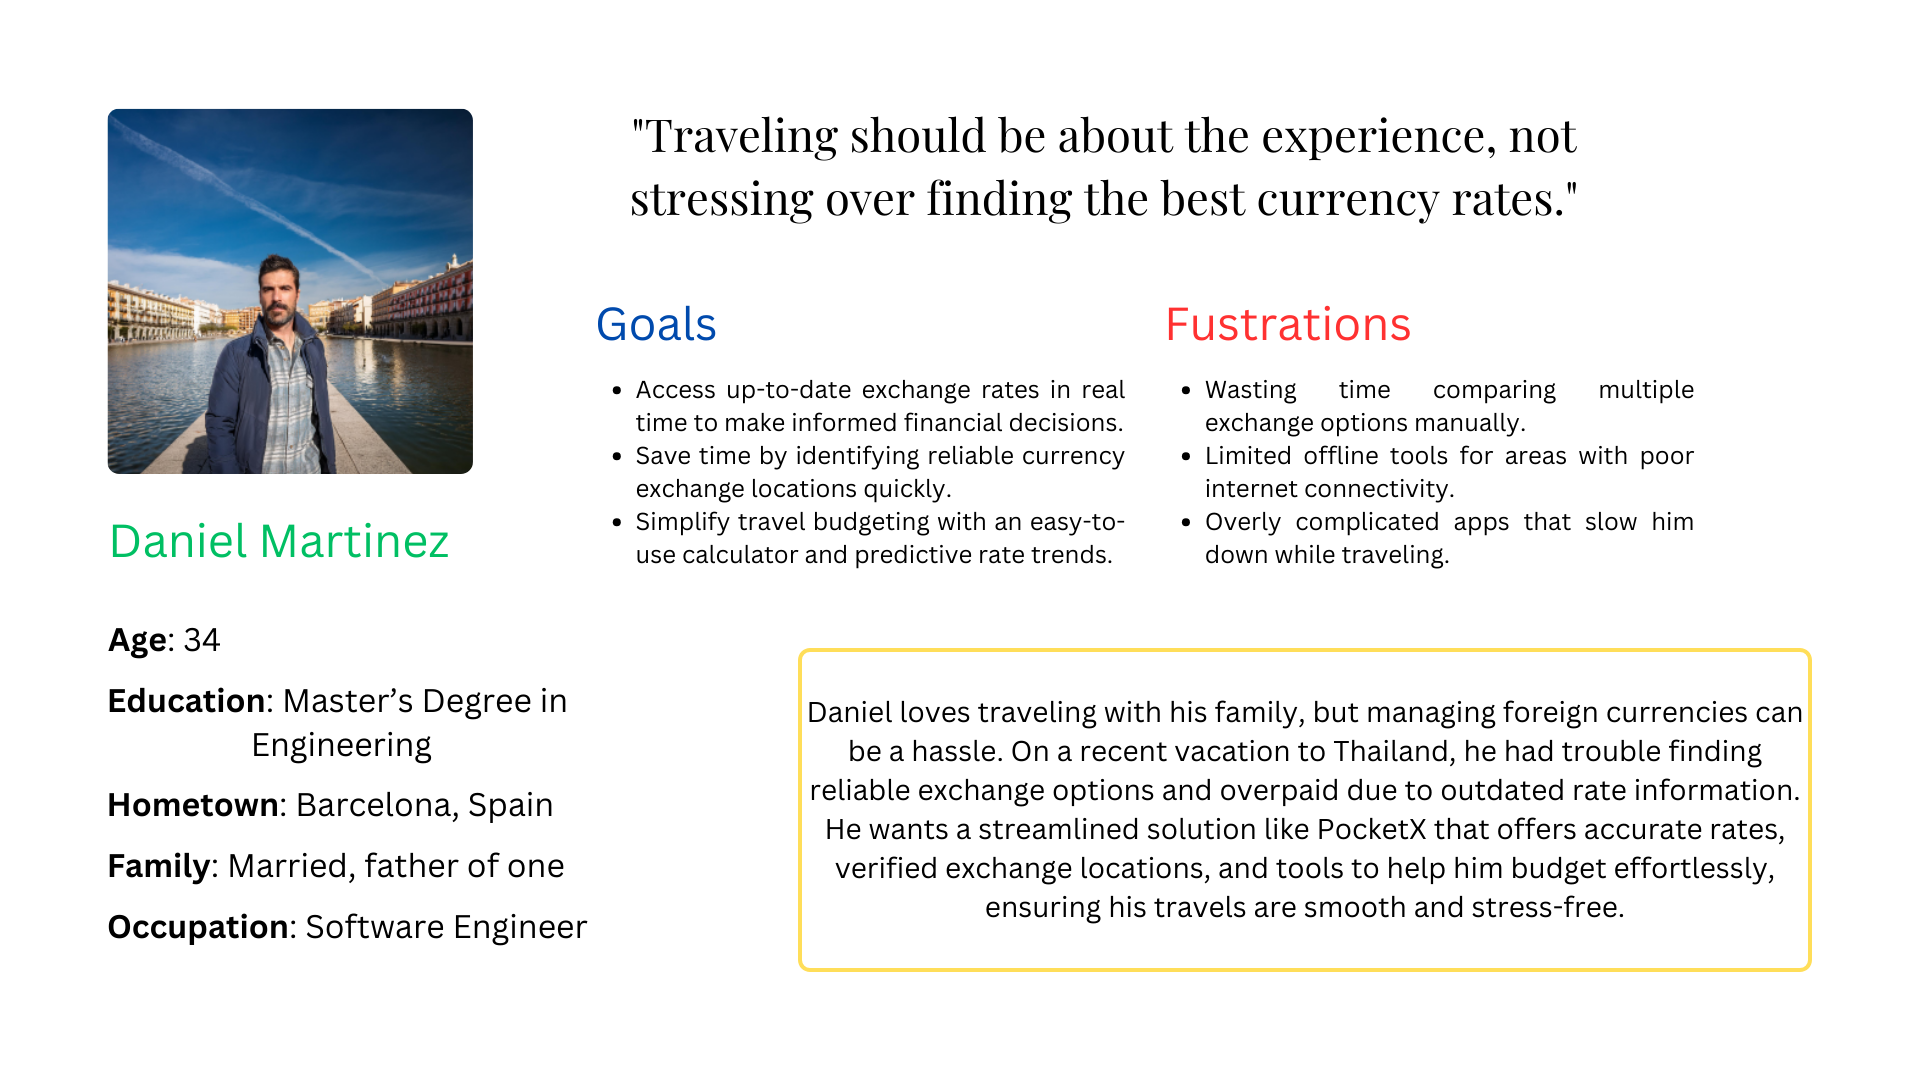 "Traveling should be about the experience, not
stressing over finding the best currency rates."
Daniel Martinez
Age: 34
Education: Master’s Degree in
Engineering
Hometown: Barcelona, Spain
Family: Married, father of one
Occupation: Software Engineer
Goals
• Access up-to-date exchange rates in real
time to make informed financial decisions.
• Save time by identifying reliable currency
exchange locations quickly.
• Simplify travel budgeting with an easy-to-
use calculator and predictive rate trends.
Fustrations
• Wasting time comparing multiple
exchange options manually.
• Limited offline tools for areas with poor
internet connectivity.
• Overly complicated apps that slow him
down while traveling.
Daniel loves traveling with his family, but managing foreign currencies can
be a hassle. On a recent vacation to Thailand, he had trouble finding
reliable exchange options and overpaid due to outdated rate information.
He wants a streamlined solution like PocketX that offers accurate rates,
verified exchange locations, and tools to help him budget effortlessly,
ensuring his travels are smooth and stress-free.